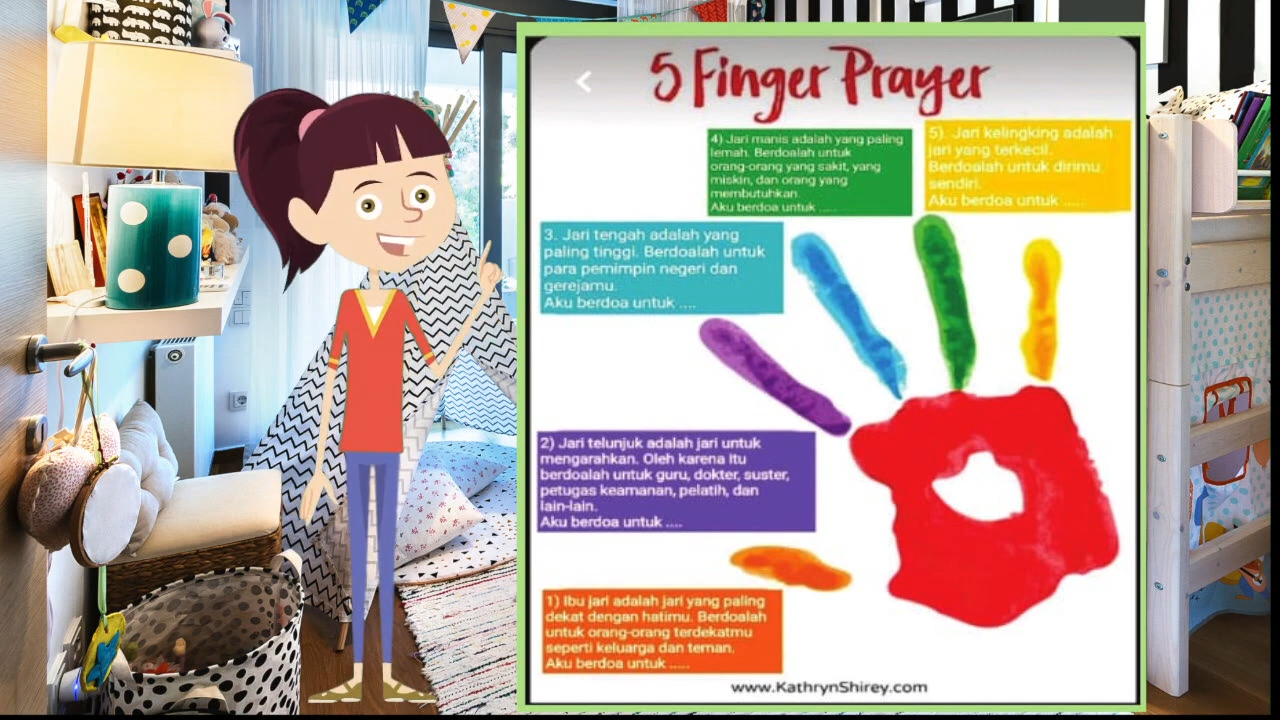 5 Finger Prayer
4) Jari manis adalah yang paling
lemah. Berdoalah untuk
orang-orang yang sakit, yang
miskin, dan orang yang
membutuhkan
Aku berdoa untuk .....
5). Jari kelingking adalah
jari yang terkecil.
Berdoalah untuk dirimu
sendiri.
Aku berdoa untuk .....
3. Jari tengah adalah yang
paling tinggi. Berdoalah untuk
para pemimpin negeri dan
gerejamu.
Aku berdoa untuk ....
2) Jari telunjuk adalah jari untuk
mengarahkan. Oleh karena itu
berdoalah untuk guru, dokter, suster,
petugas keamanan, pelatih, dan
lain-lain.
Aku berdoa untuk ....
1) Ibu jari adalah jari yang paling
dekat dengan hatimu. Berdoalah
untuk orang-orang terdekatmu
seperti keluarga dan teman.
Aku berdoa untuk .....
www.KathrynShirey.com